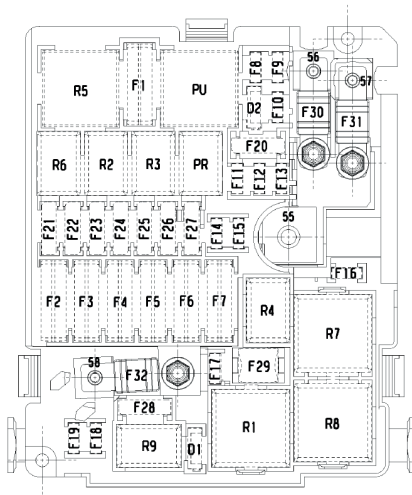 56
F8 F9
57
R5 F1 PU
D2 F10 F30 F31
F20
R6 R2 R3 PR
F11 F12 F13
F21 F22 F23 F24 F25 F26 F27 F14 F15
55
F16
F2 F3 F4 F5 F6 F7
R4
R7
58
F32 F17 F29
F28
F19 F18 R9 D1 R1 R8